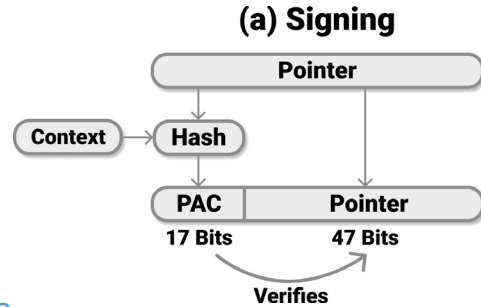 (a) Signing
Pointer
Context
Hash
PAC
Pointer
17 Bits
47 Bits
Verifies